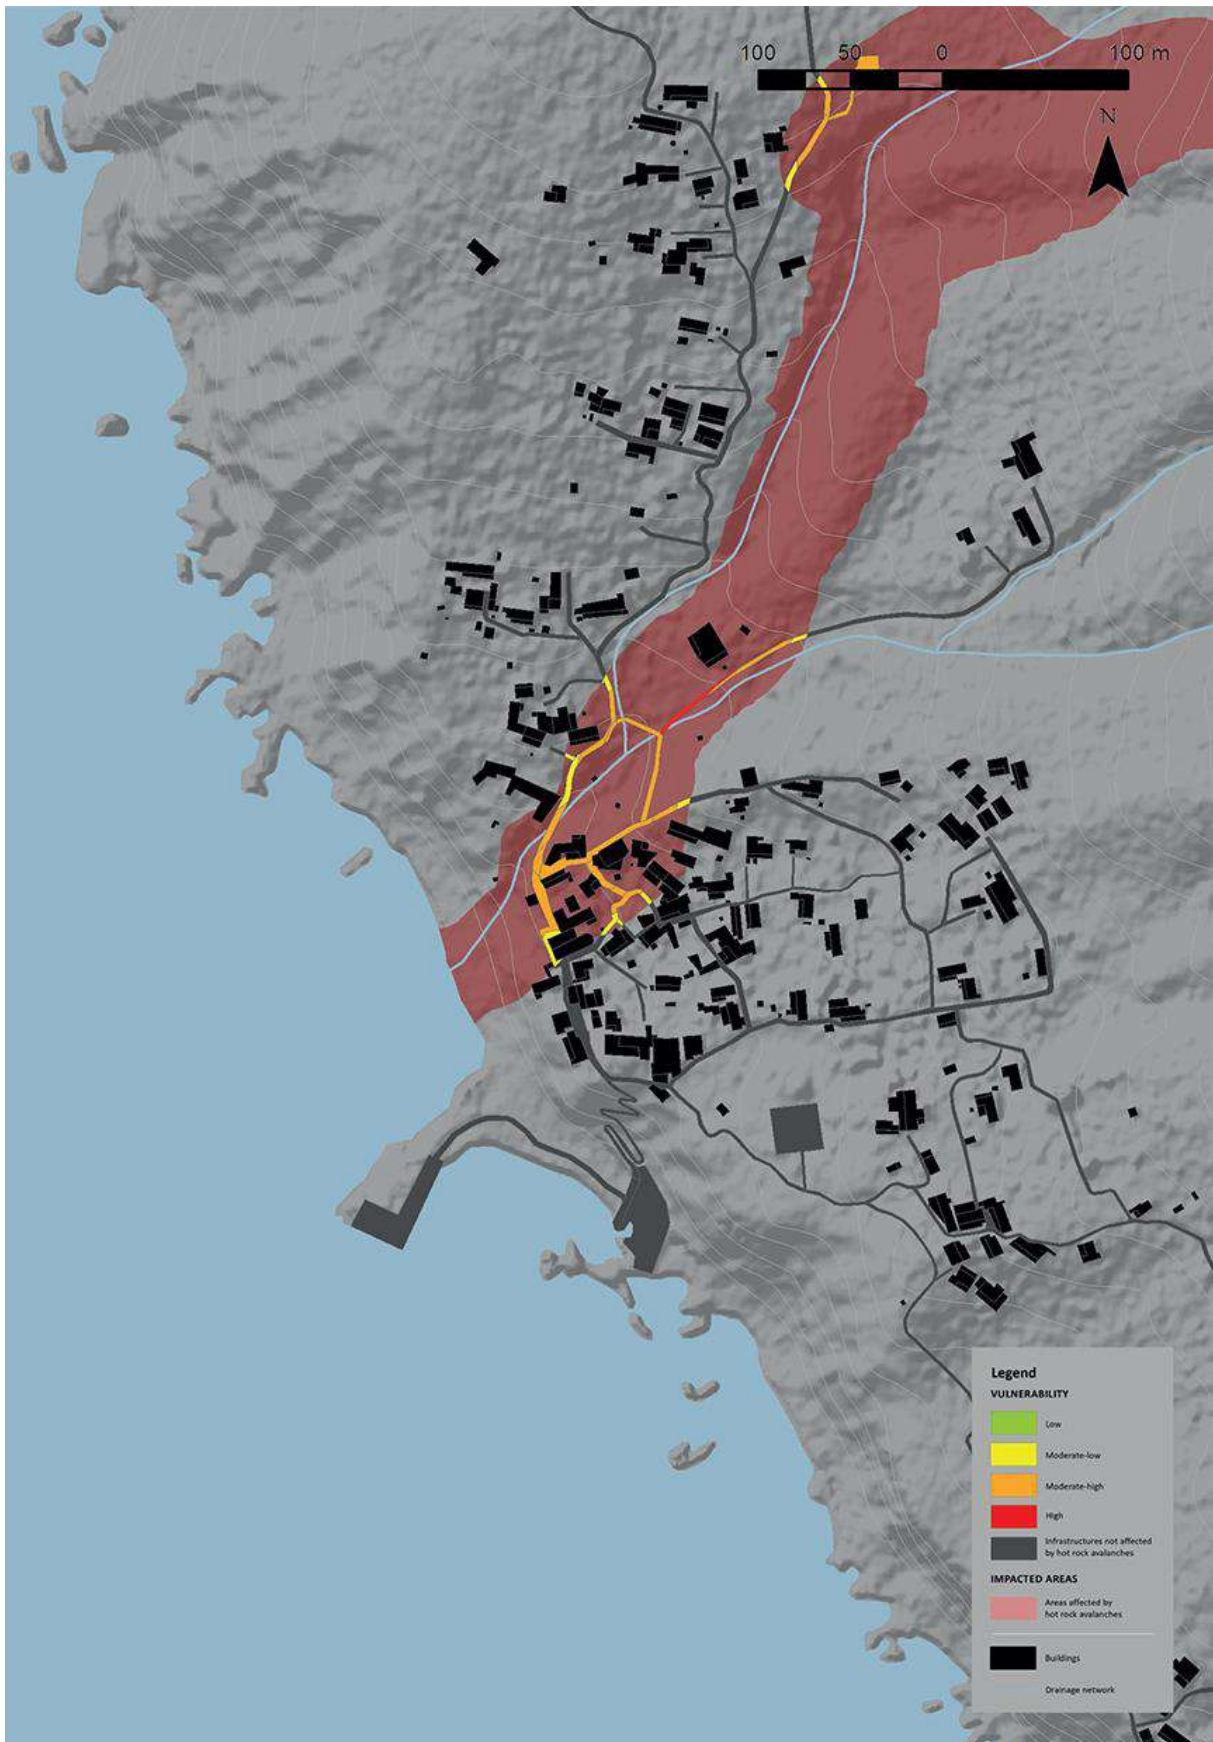 100 50 0 100 m
N
Legend
VULNERABILITY
Low
Moderate-low
Moderate-high
High
Infrastructures not affected
by hot rock avalanches
IMPACTED AREAS
Areas affected by
hot rock avalanches
Buildings
Drainage network